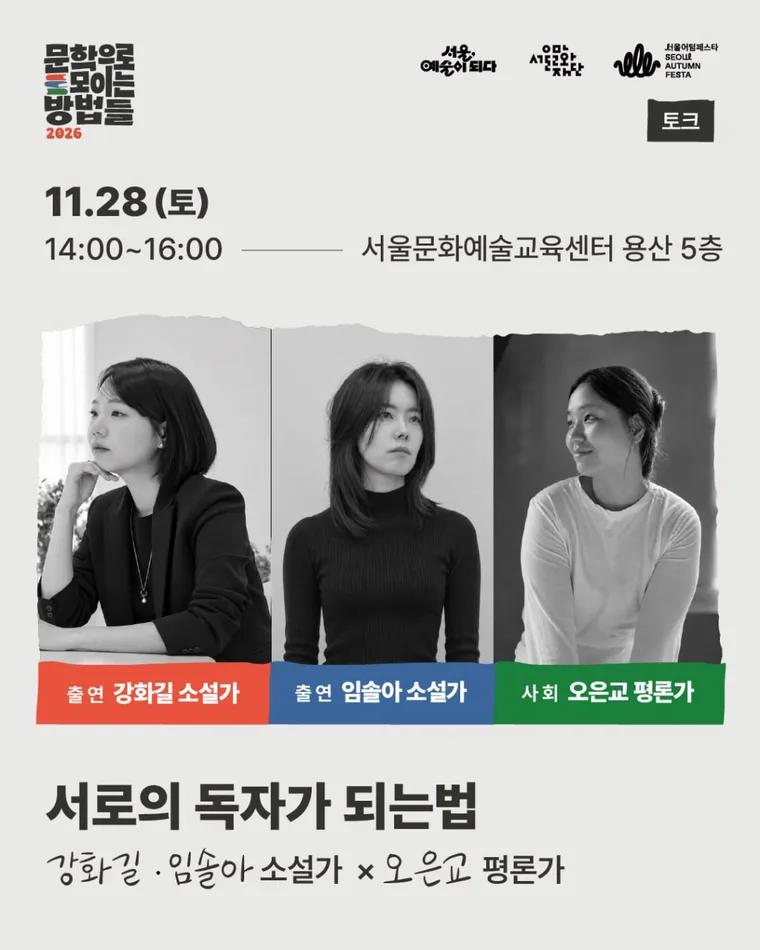 문학으로
모이는
방법들
2026
서울,
예술이 되다
서울문화재단
서울어텀페스타
SEOUL
AUTUMN
FESTA
토크
11.28 (토)
14:00~16:00 서울문화예술교육센터 용산 5층
출연 강화길 소설가
출연 임솔아 소설가
사회 오은교 평론가
서로의 독자가 되는법
강화길 · 임솔아 소설가 × 오은교 평론가